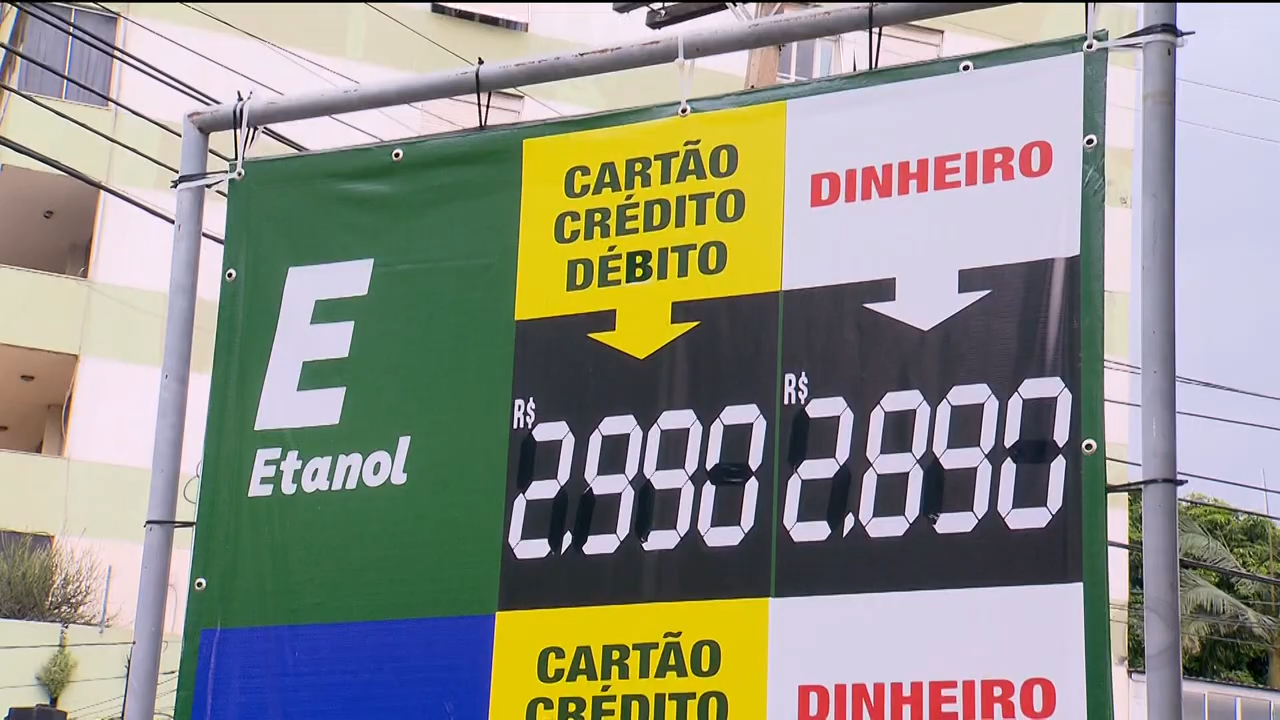 CARTÃO
CRÉDITO
DÉBITO
DINHEIRO
E
Etanol
R$ 2.990
R$ 2.890
CARTÃO
CRÉDITO
DINHEIRO